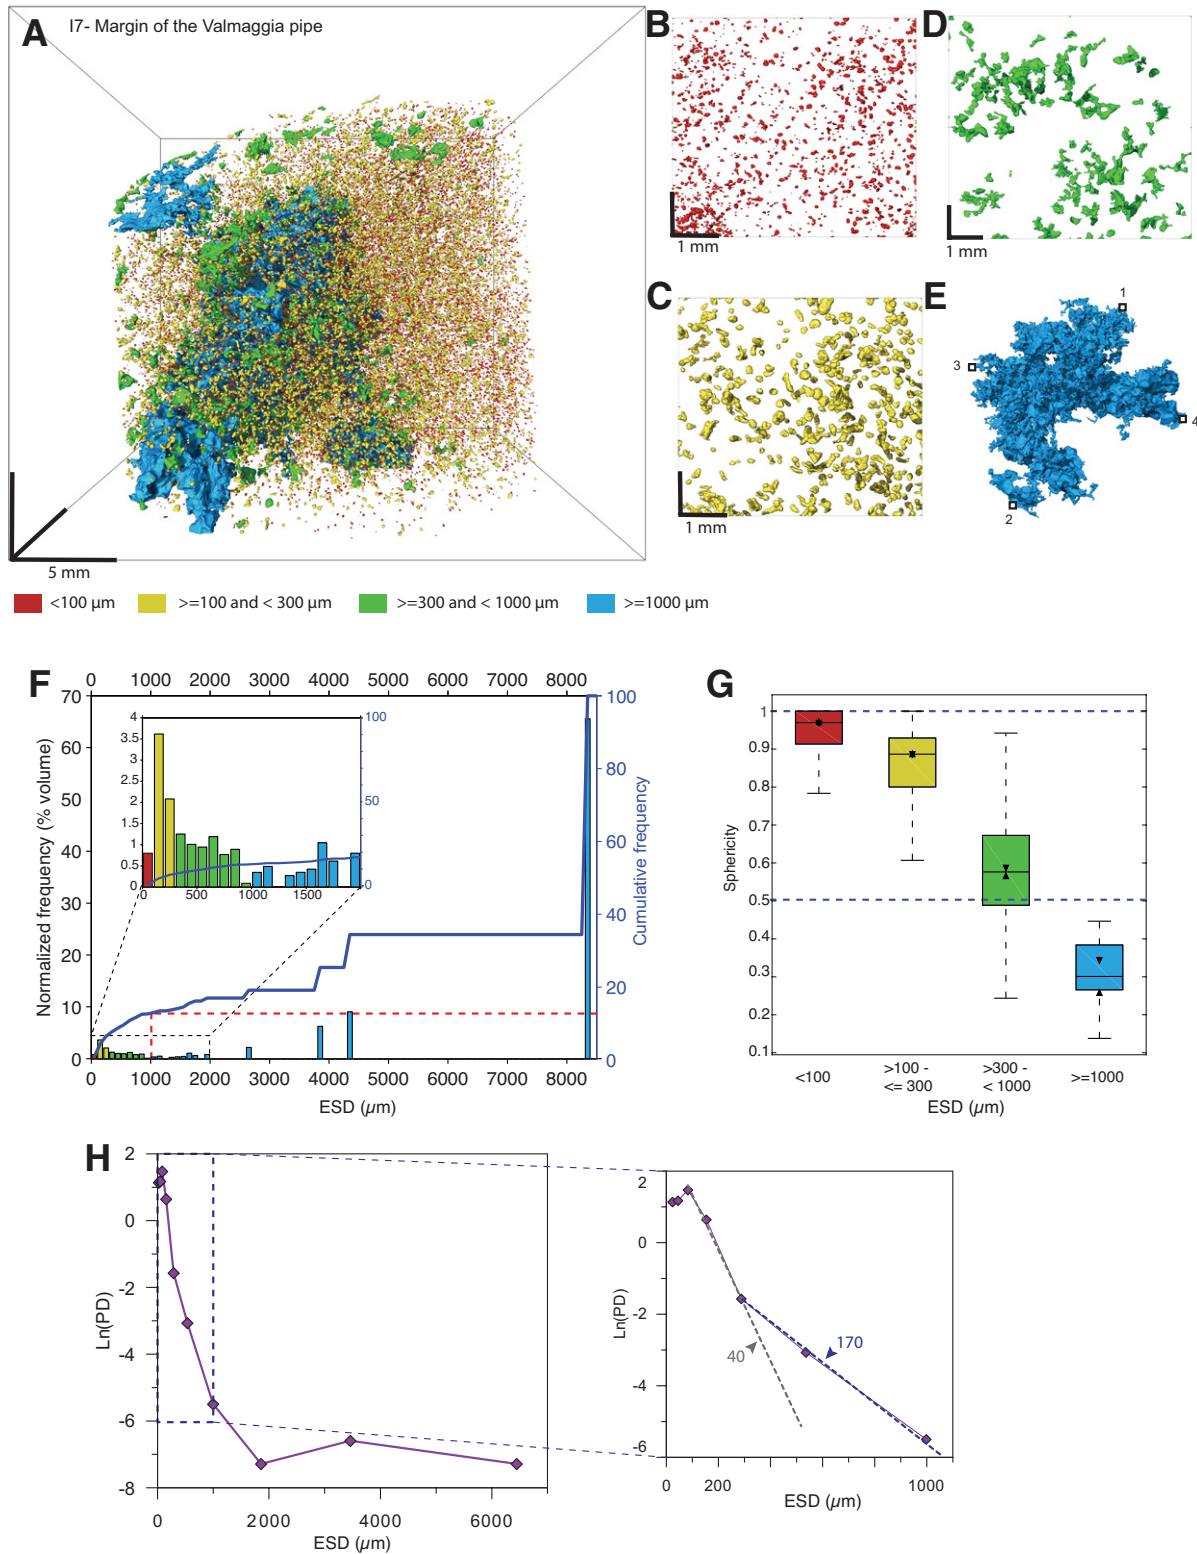 A
I7- Margin of the Valmaggia pipe
5 mm
B
1 mm
D
1 mm
C
1 mm
E
1
3
4
2
<100 µm
>=100 and < 300 µm
>=300 and < 1000 µm
>=1000 µm
F
0 1000 2000 3000 4000 5000 6000 7000 8000
70
60
50
40
30
20
10
0
Normalized frequency (% volume)
4
3.5
3
2.5
2
1.5
1
0.5
0
100
50
0
0 500 1000 1500
100
80
60
40
20
0
Cumulative frequency
0 1000 2000 3000 4000 5000 6000 7000 8000
ESD (µm)
G
1
0.9
0.8
0.7
0.6
0.5
0.4
0.3
0.2
0.1
Sphericity
<100
>100 -
<= 300
>300 -
< 1000
>=1000
ESD (µm)
H
2
0
-2
-4
-6
-8
Ln(PD)
0 2000 4000 6000
ESD (µm)
2
0
-2
-4
-6
Ln(PD)
40
170
0 200 1000
ESD (µm)